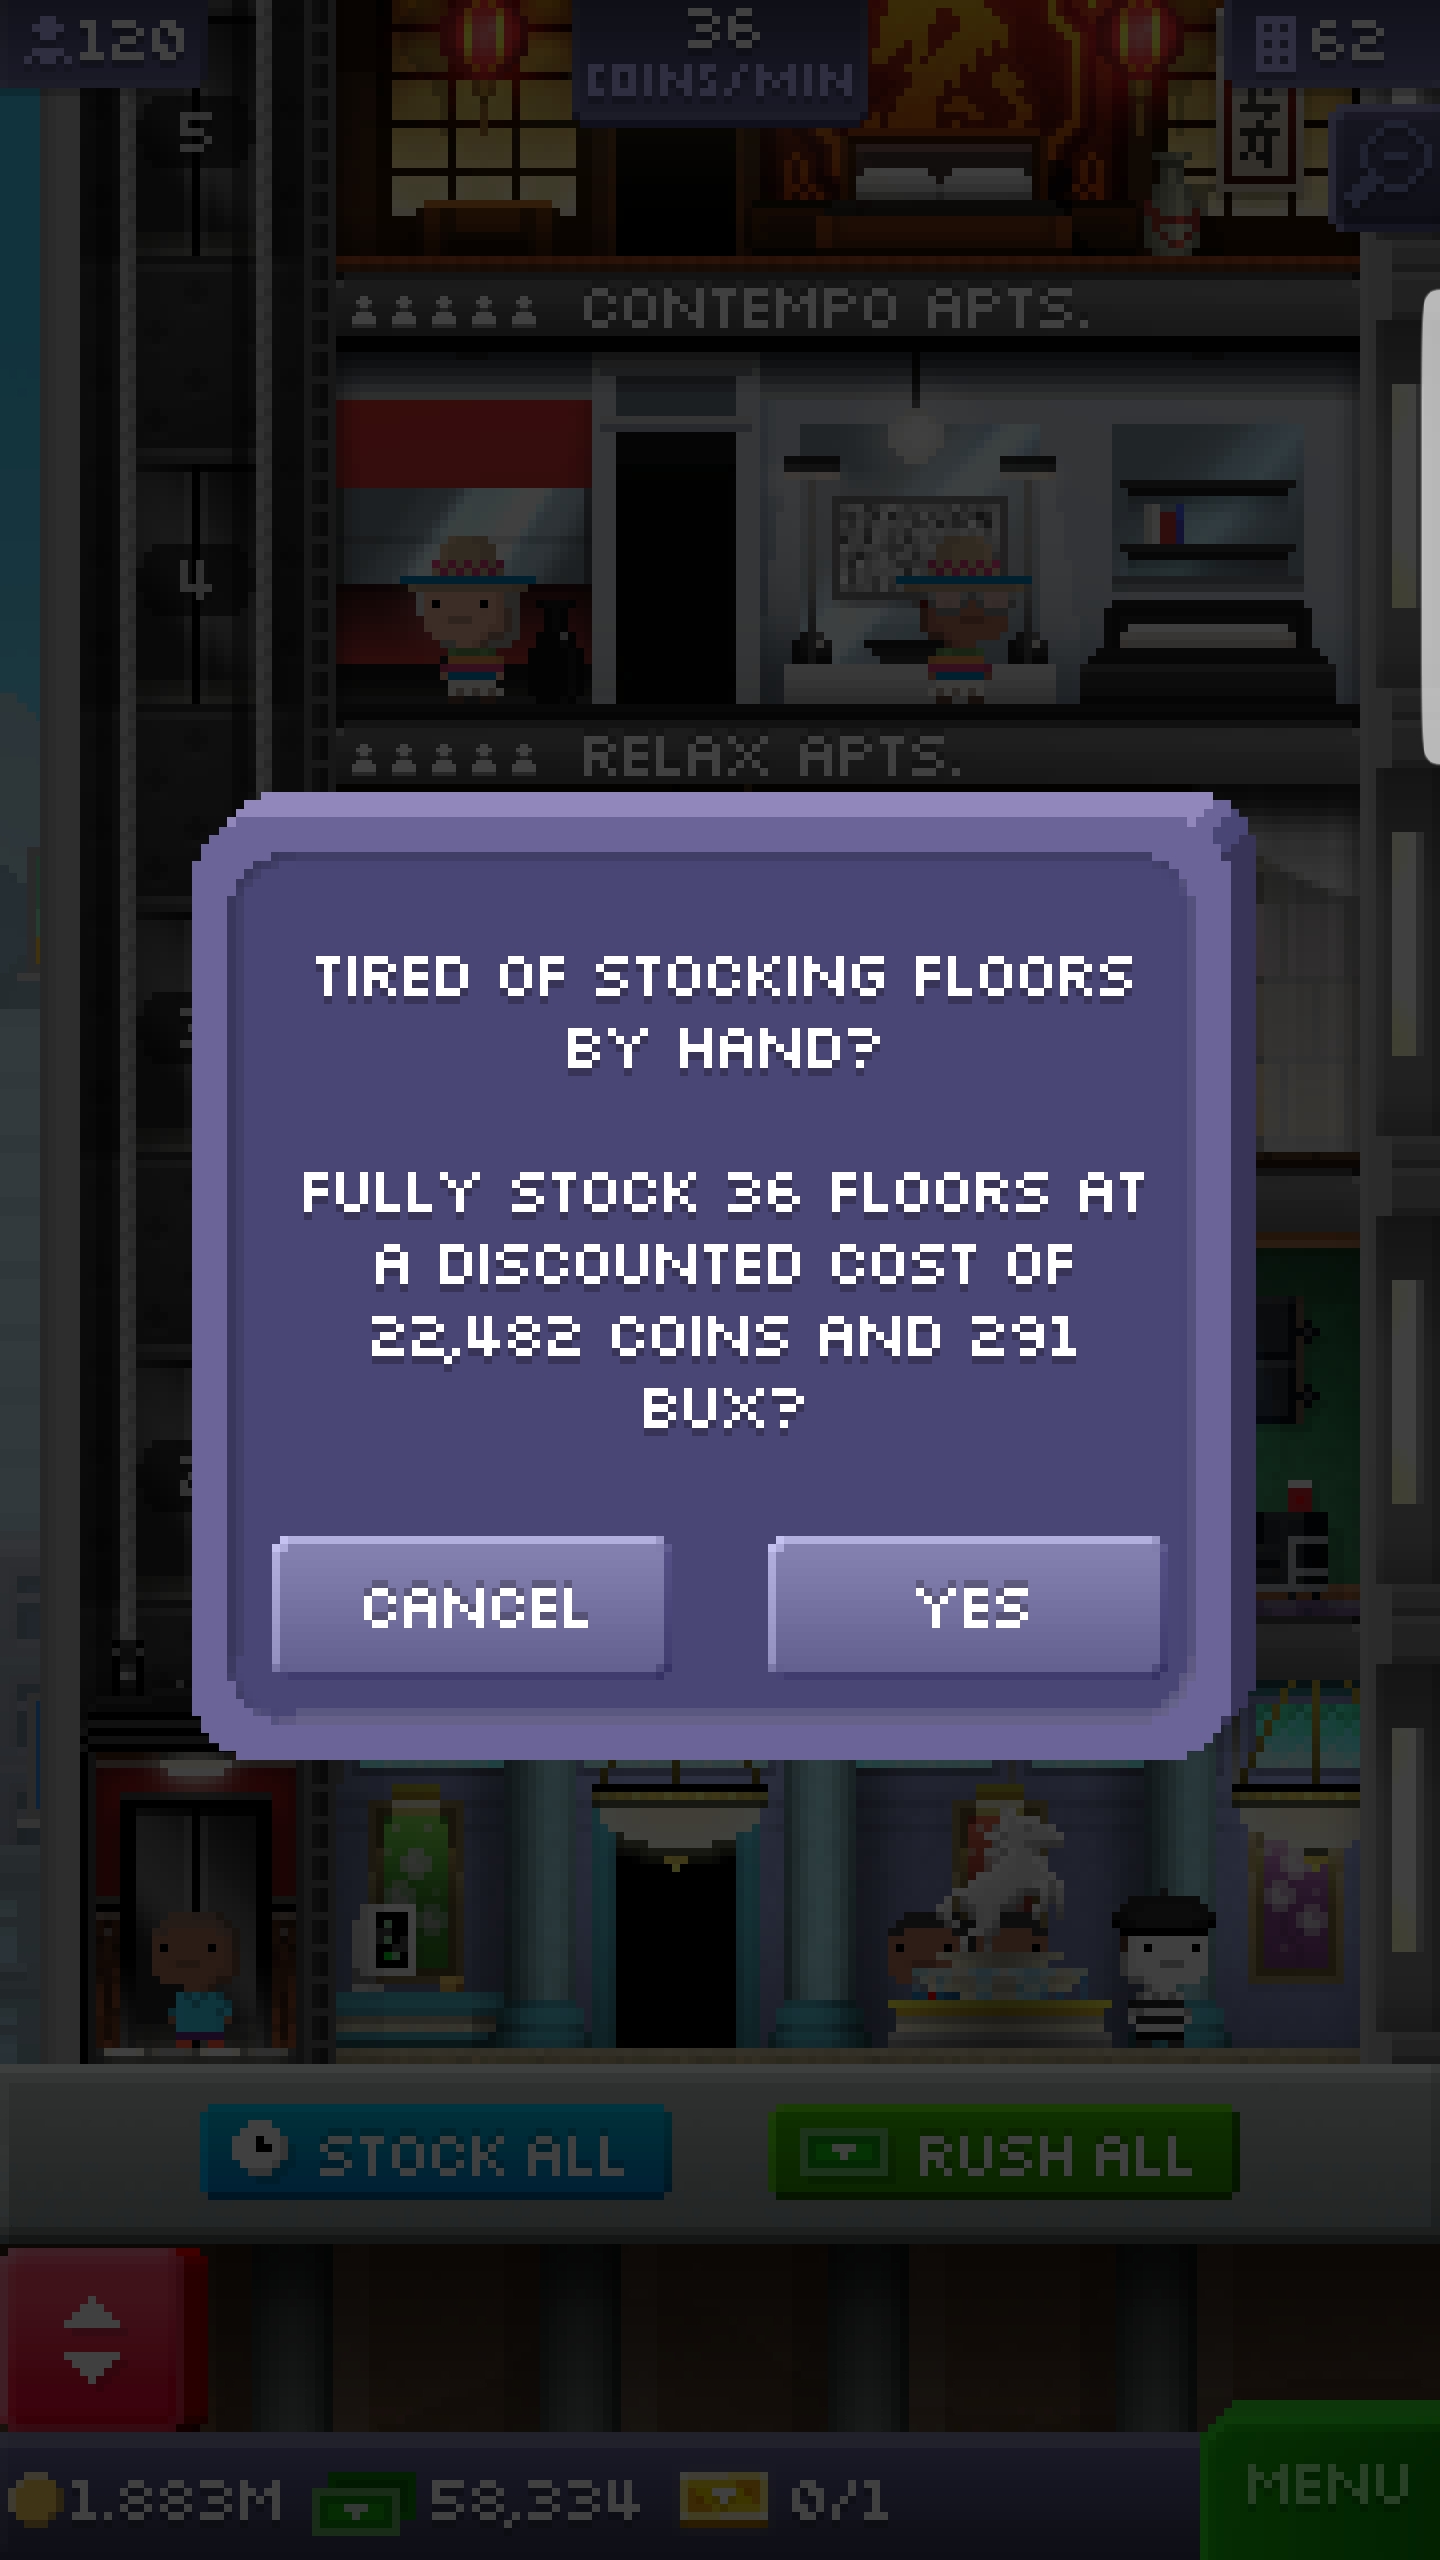 120
36
COINS/MIN
62
5
CONTEMPO APTS.
4
RELAX APTS.
TIRED OF STOCKING FLOORS
BY HAND?
FULLY STOCK 36 FLOORS AT
A DISCOUNTED COST OF
22,482 COINS AND 291
BUX?
CANCEL
YES
STOCK ALL
RUSH ALL
1.883M
58,334
0/1
MENU